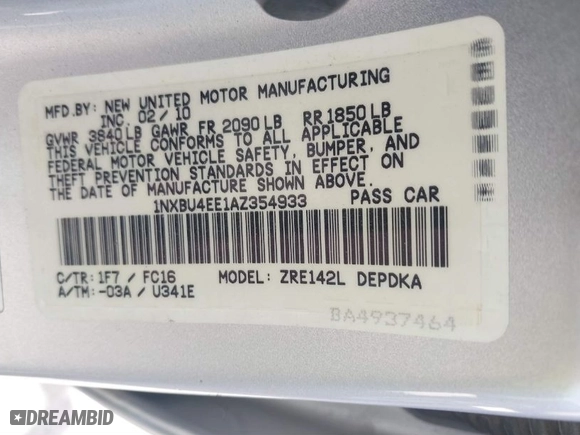 MFD.BY: NEW UNITED MOTOR MANUFACTURING
INC. 02/10
GVWR 3840 LB GAWR FR 2090 LB RR 1850 LB
THIS VEHICLE CONFORMS TO ALL APPLICABLE
FEDERAL MOTOR VEHICLE SAFETY, BUMPER, AND
THEFT PREVENTION STANDARDS IN EFFECT ON
THE DATE OF MANUFACTURE SHOWN ABOVE.
1NXBU4EE1AZ354933 PASS CAR
C/TR: 1F7 / FC16 MODEL: ZRE142L DEPDKA
A/TM: -03A / U341E
BA4937464
DREAMBID